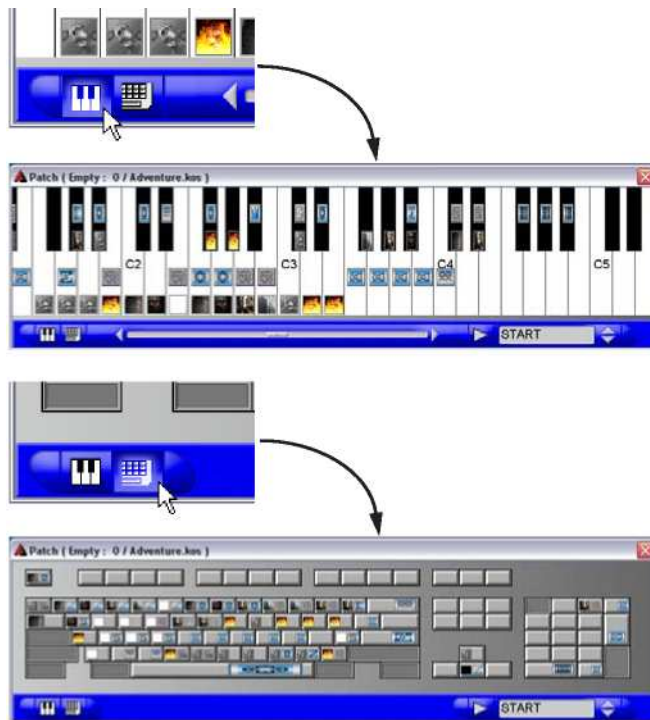 Patch ( Empty : 0 / Adventure.kos )
C2 C3 C4 C5
START
Patch ( Empty : 0 / Adventure.kos )
START